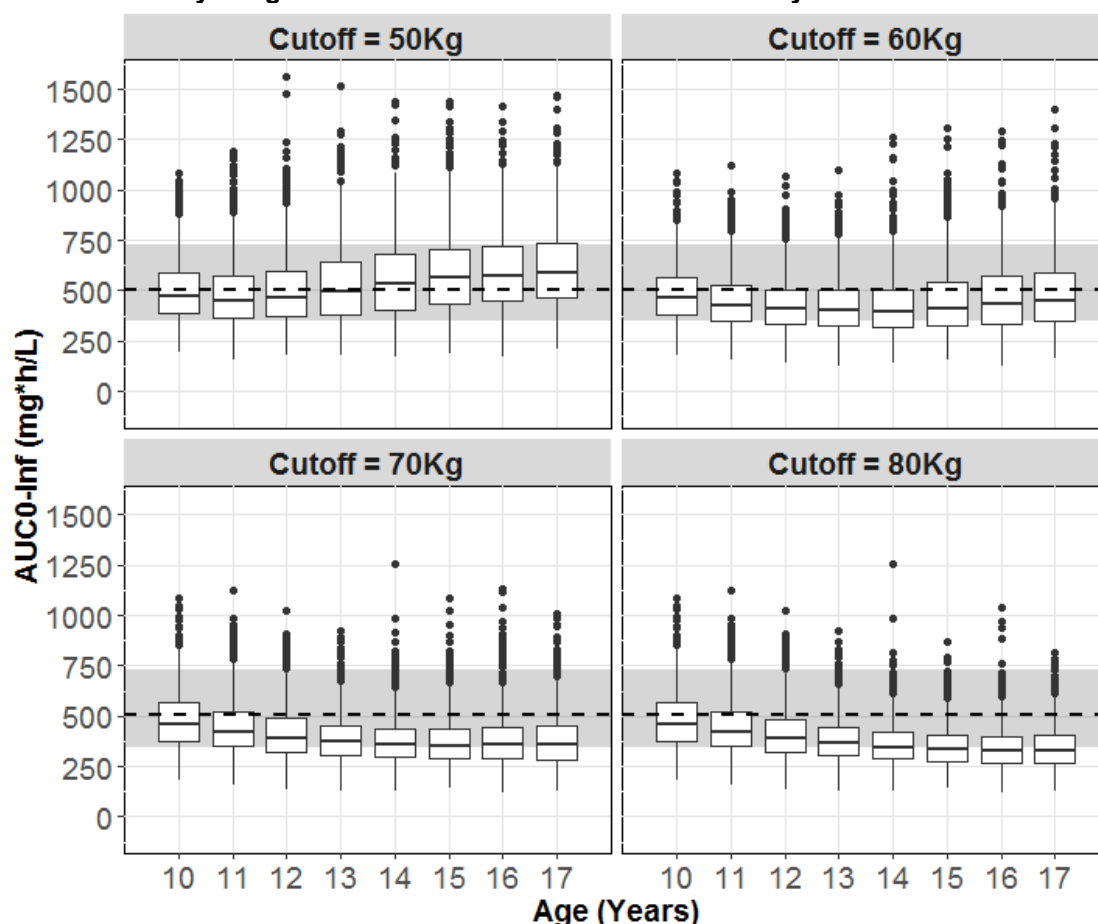 Cutoff = 50Kg
Cutoff = 60Kg
1500
1250
1000
750
500
250
0
Cutoff = 70Kg
Cutoff = 80Kg
1500
1250
1000
750
500
250
0
AUC0-Inf (mg*h/L)
10 11 12 13 14 15 16 17
10 11 12 13 14 15 16 17
Age (Years)